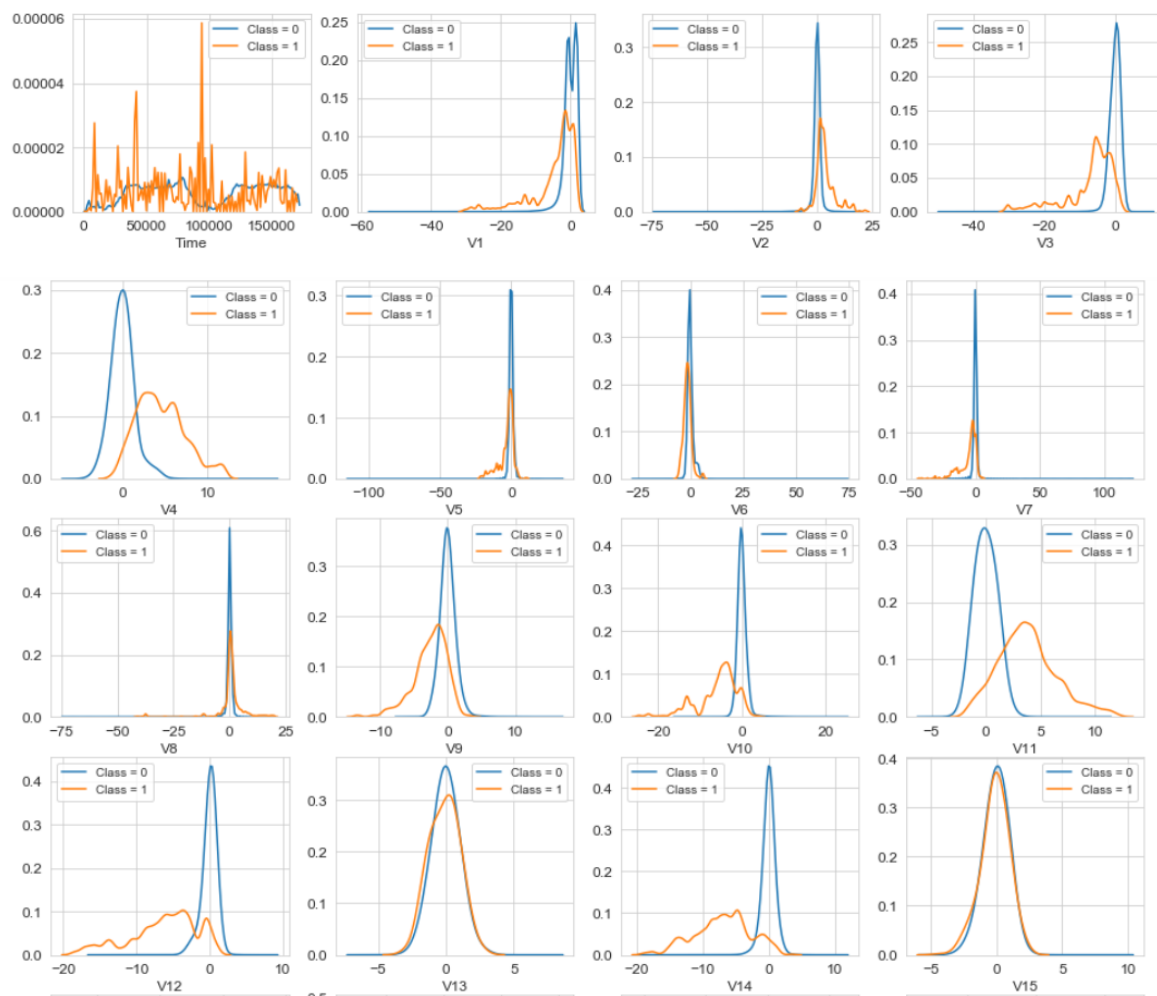 0.00006
0.00004
0.00002
0.00000
Class = 0
Class = 1
0 50000 100000 150000
Time
0.25
0.20
0.15
0.10
0.05
0.00
Class = 0
Class = 1
−60 −40 −20 0
V1
0.3
0.2
0.1
0.0
Class = 0
Class = 1
−75 −50 −25 0 25
V2
0.25
0.20
0.15
0.10
0.05
0.00
Class = 0
Class = 1
−40 −20 0
V3
0.3
0.2
0.1
0.0
Class = 0
Class = 1
0 10
V4
0.3
0.2
0.1
0.0
Class = 0
Class = 1
−100 −50 0
V5
0.4
0.3
0.2
0.1
0.0
Class = 0
Class = 1
−25 0 25 50 75
V6
0.4
0.3
0.2
0.1
0.0
Class = 0
Class = 1
−50 0 50 100
V7
0.6
0.4
0.2
0.0
Class = 0
Class = 1
−75 −50 −25 0 25
V8
0.3
0.2
0.1
0.0
Class = 0
Class = 1
−10 0 10
V9
0.4
0.3
0.2
0.1
0.0
Class = 0
Class = 1
−20 0 20
V10
0.3
0.2
0.1
0.0
Class = 0
Class = 1
−5 0 5 10
V11
0.4
0.3
0.2
0.1
0.0
Class = 0
Class = 1
−20 −10 0 10
V12
0.3
0.2
0.1
0.0
Class = 0
Class = 1
−5 0 5
V13
0.4
0.3
0.2
0.1
0.0
Class = 0
Class = 1
−20 −10 0 10
V14
0.4
0.3
0.2
0.1
0.0
Class = 0
Class = 1
−5 0 5 10
V15